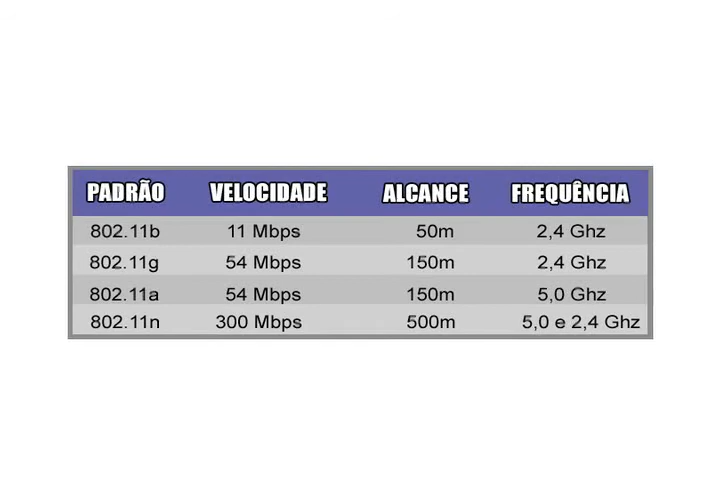 PADRÃO VELOCIDADE ALCANCE FREQUÊNCIA
802.11b 11 Mbps 50m 2,4 Ghz
802.11g 54 Mbps 150m 2,4 Ghz
802.11a 54 Mbps 150m 5,0 Ghz
802.11n 300 Mbps 500m 5,0 e 2,4 Ghz